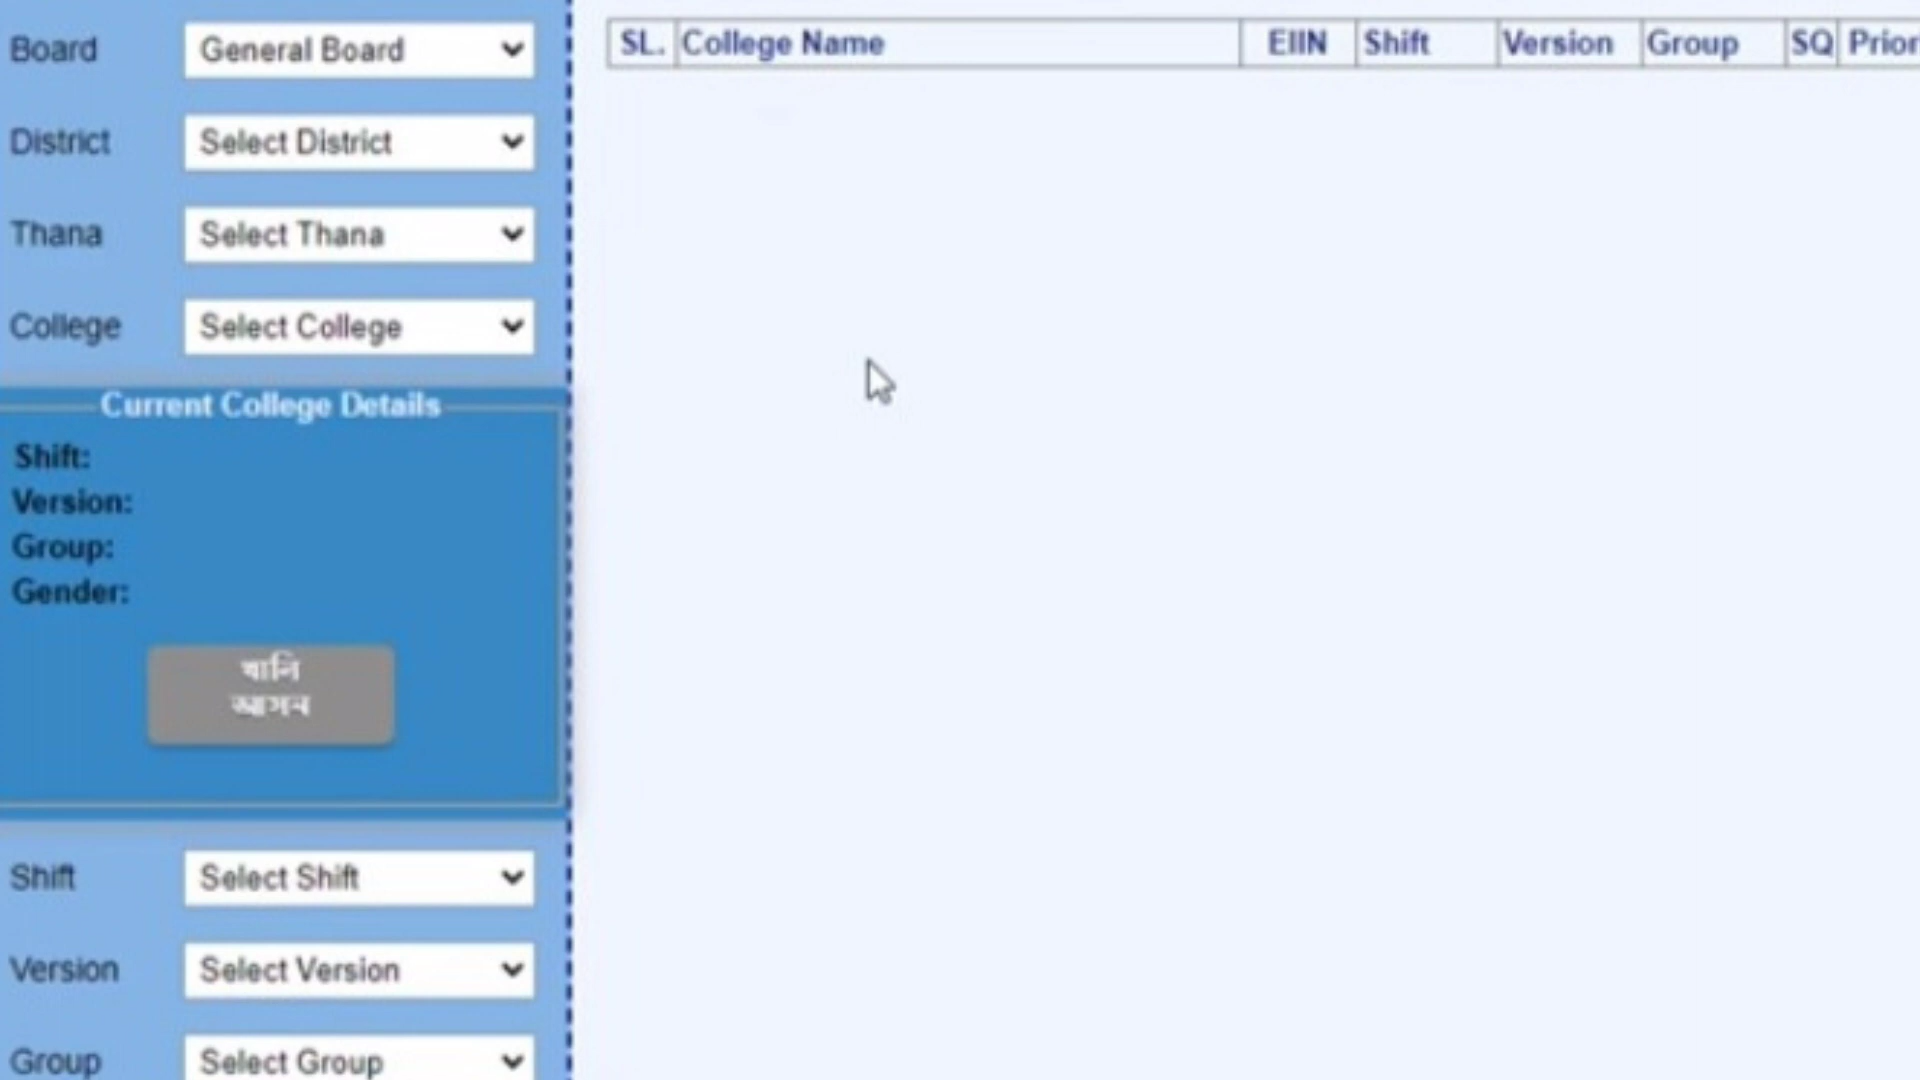 Board General Board
District Select District
Thana Select Thana
College Select College
Current College Details
Shift:
Version:
Group:
Gender:
খালি
আসন
Shift Select Shift
Version Select Version
Group Select Group
SL. College Name EIIN Shift Version Group SQ Prior